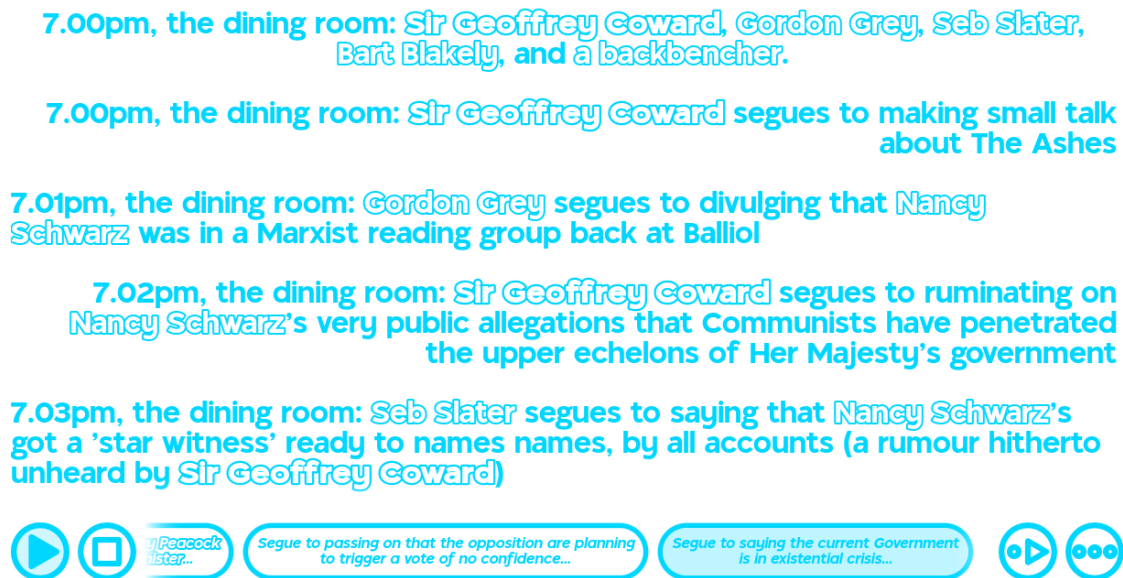 7.00pm, the dining room: Sir Geoffrey Coward, Gordon Grey, Seb Slater,
Bart Blakely, and a backbencher.
7.00pm, the dining room: Sir Geoffrey Coward segues to making small talk
about The Ashes
7.01pm, the dining room: Gordon Grey segues to divulging that Nancy
Schwarz was in a Marxist reading group back at Balliol
7.02pm, the dining room: Sir Geoffrey Coward segues to ruminating on
Nancy Schwarz's very public allegations that Communists have penetrated
the upper echelons of Her Majesty's government
7.03pm, the dining room: Seb Slater segues to saying that Nancy Schwarz's
got a 'star witness' ready to names names, by all accounts (a rumour hitherto
unheard by Sir Geoffrey Coward)
y Peacock
nister...
Segue to passing on that the opposition are planning
to trigger a vote of no confidence...
Segue to saying the current Government
is in existential crisis...